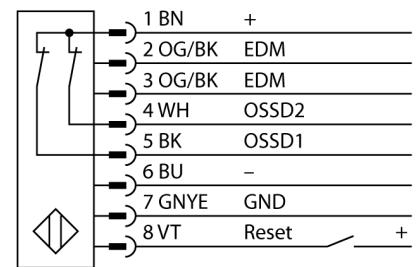 1 BN +
2 OG/BK EDM
3 OG/BK EDM
4 WH OSSD2
5 BK OSSD1
6 BU –
7 GNYE GND
8 VT Reset +